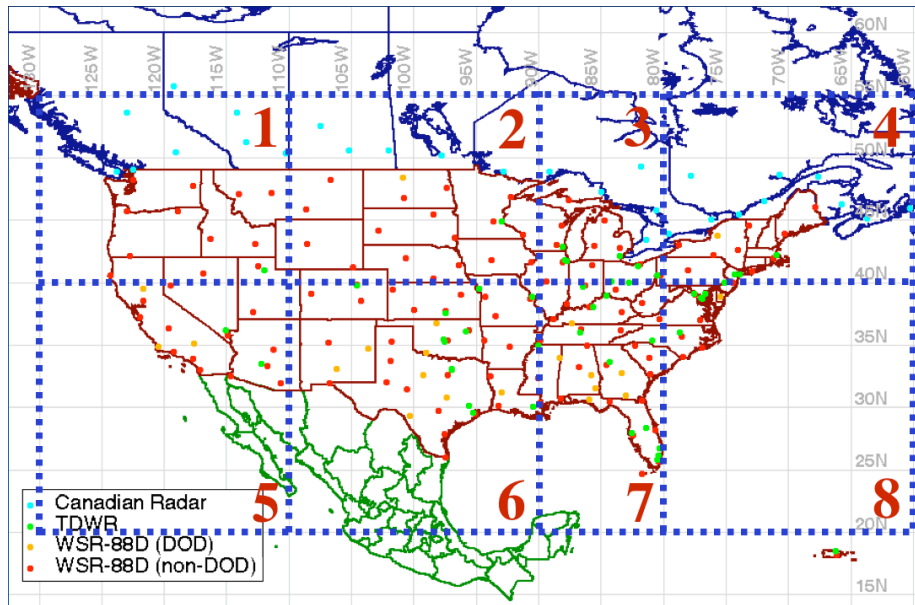 60N
130W
125W
120W
115W
110W
105W
100W
95W
90W
85W
80W
75W
70W
65W
60W
55N
1
2
3
4
50N
45N
40N
35N
30N
25N
5
6
7
8
20N
15N
Canadian Radar
TDWR
WSR-88D (DOD)
WSR-88D (non-DOD)